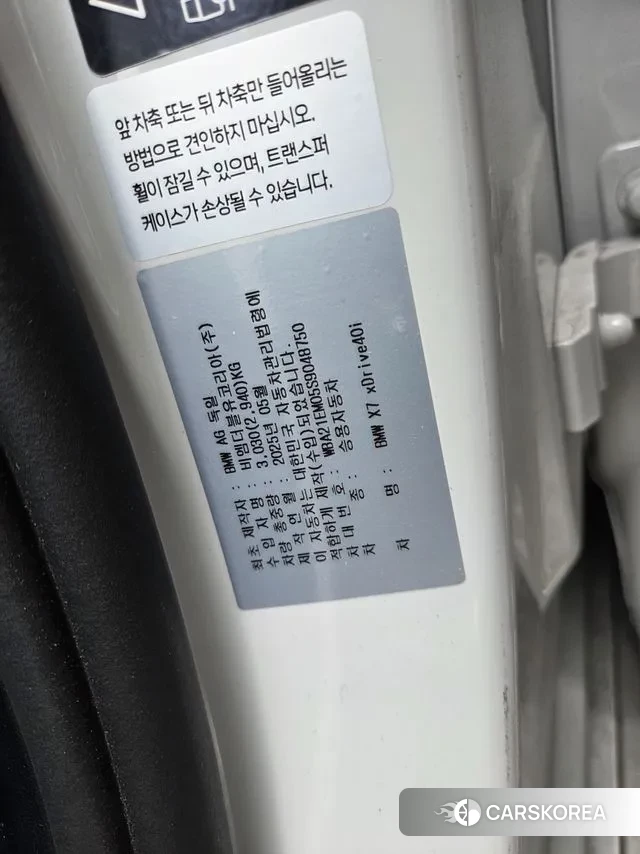 앞 차축 또는 뒤 차축만 들어올리는
방법으로 견인하지 마십시오.
휠이 잠길 수 있으며, 트랜스퍼
케이스가 손상될 수 있습니다.
최초 제작자 : BMW AG 독일
수 입 자 명 : 비엠더블유코리아(주)
차량 총중량 : 3,030(2,940)KG
제 작 연 월 : 2025년 05월
이 자동차는 대한민국 자동차관리법령에
적합하게 제작(수입)되었습니다.
차 대 번 호 : WBA21EM05S9048750
차 종 : 승용자동차
차 명 : BMW X7 xDrive40i
CARSKOREA